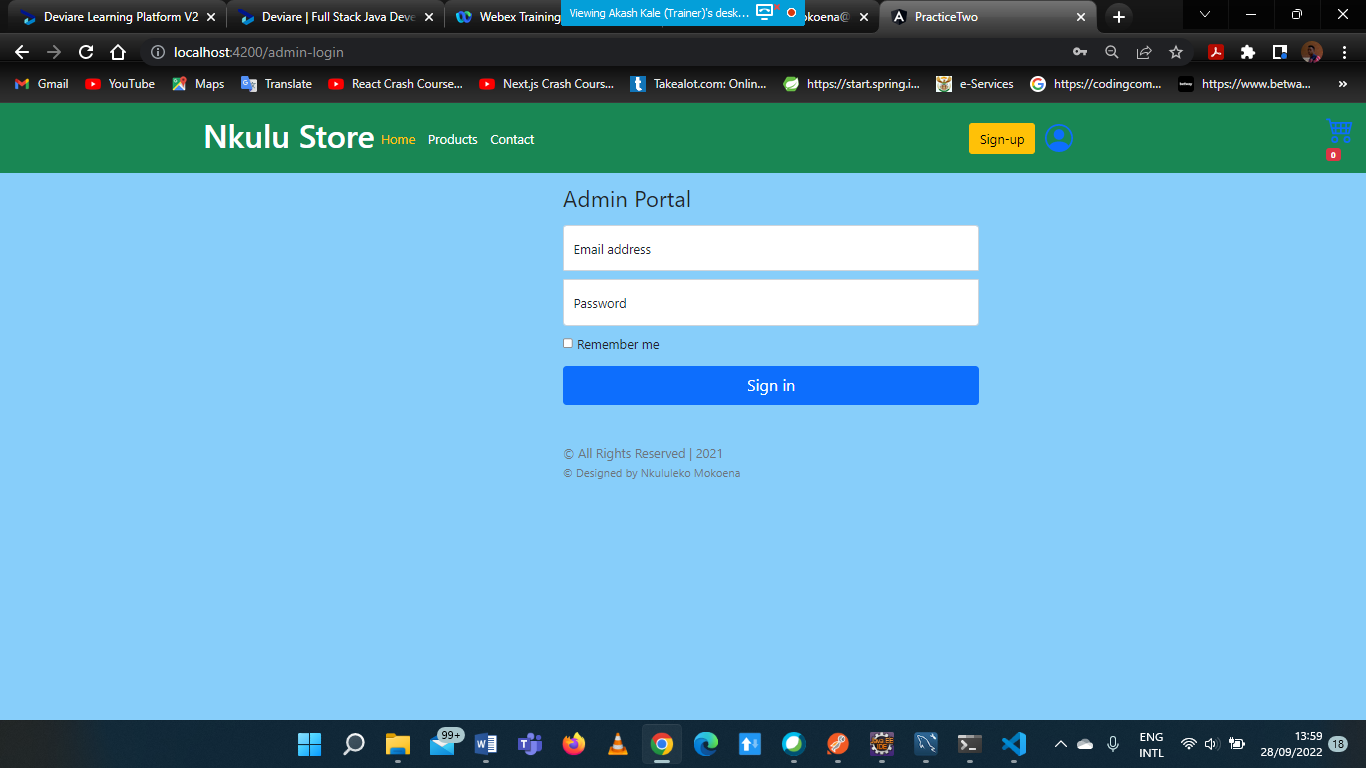 Deviare Learning Platform V2
Deviare | Full Stack Java Deve
Webex Training
Viewing Akash Kale (Trainer)'s desk...
okoena@
PracticeTwo
localhost:4200/admin-login
Gmail
YouTube
Maps
Translate
React Crash Course...
Next.js Crash Cours...
Takealot.com: Onlin...
https://start.spring.i...
e-Services
https://codingcom...
https://www.betwa...
»
Nkulu Store
Home
Products
Contact
Sign-up
0
Admin Portal
Email address
Password
Remember me
Sign in
© All Rights Reserved | 2021
© Designed by Nkululeko Mokoena
99+
ENG
INTL
13:59
28/09/2022
18